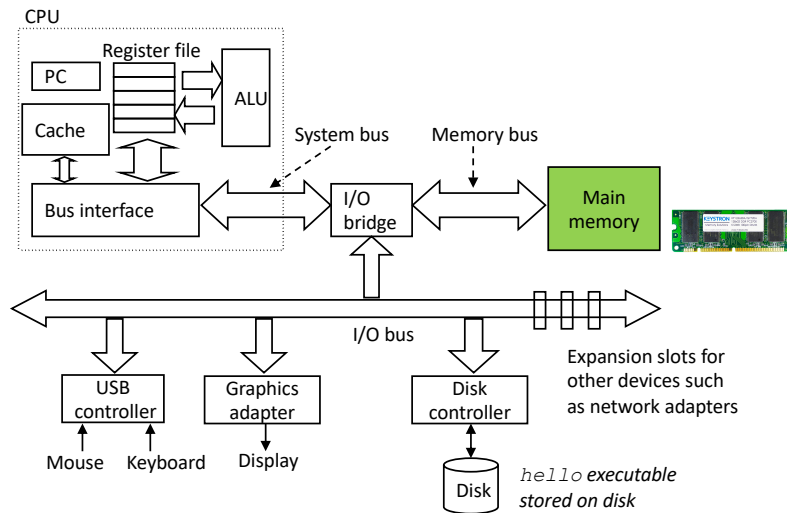 CPU
Register file
PC
ALU
Cache
System bus
Memory bus
Bus interface
I/O
bridge
Main
memory
KEYSTRON
I/O bus
Expansion slots for
other devices such
as network adapters
USB
controller
Graphics
adapter
Disk
controller
Mouse
Keyboard
Display
Disk
hello executable
stored on disk